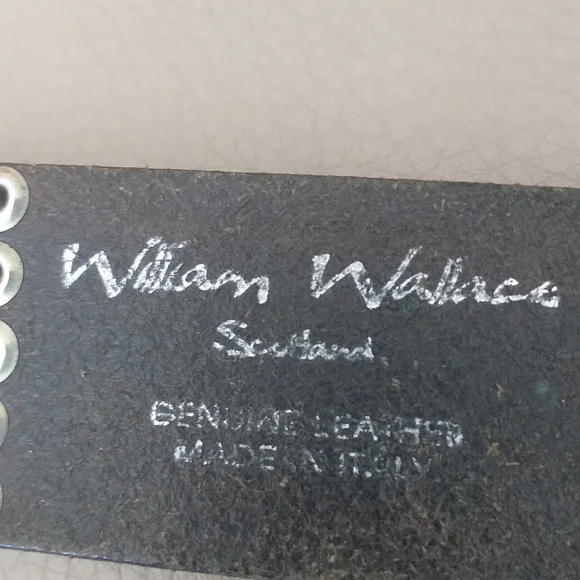 William Wallace
Scotland
GENUINE LEATHER
MADE IN ITALY